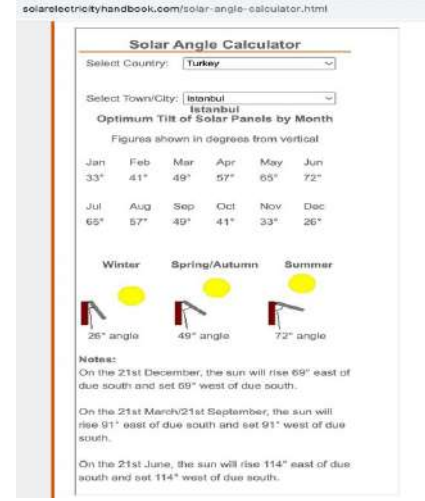 solarelectricityhandbook.com/solar-angle-calculator.html
Solar Angle Calculator
Select Country: Turkey
Select Town/City: Istanbul
Istanbul
Optimum Tilt of Solar Panels by Month
Figures shown in degrees from vertical
Jan Feb Mar Apr May Jun
33° 41° 49° 57° 65° 72°
Jul Aug Sep Oct Nov Dec
65° 57° 49° 41° 33° 26°
Winter Spring/Autumn Summer
26° angle 49° angle 72° angle
Notes:
On the 21st December, the sun will rise 69° east of
due south and set 69° west of due south.
On the 21st March/21st September, the sun will
rise 91° east of due south and set 91° west of due
south.
On the 21st June, the sun will rise 114° east of due
south and set 114° west of due south.